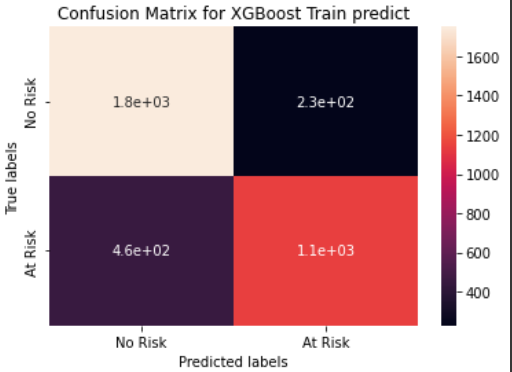 Confusion Matrix for XGBoost Train predict
No Risk
1.8e+03
2.3e+02
At Risk
4.6e+02
1.1e+03
True labels
No Risk
At Risk
Predicted labels
1600
1400
1200
1000
800
600
400